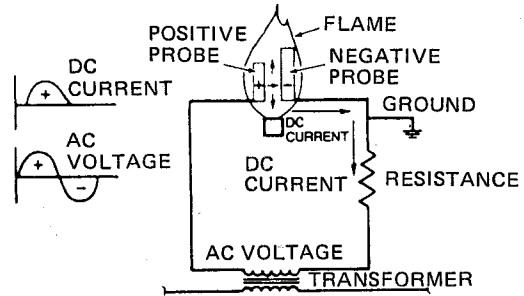 POSITIVE
PROBE
FLAME
NEGATIVE
PROBE
DC
CURRENT
+
+
-
DC
CURRENT
GROUND
AC
VOLTAGE
+
-
DC
CURRENT
RESISTANCE
AC VOLTAGE
TRANSFORMER